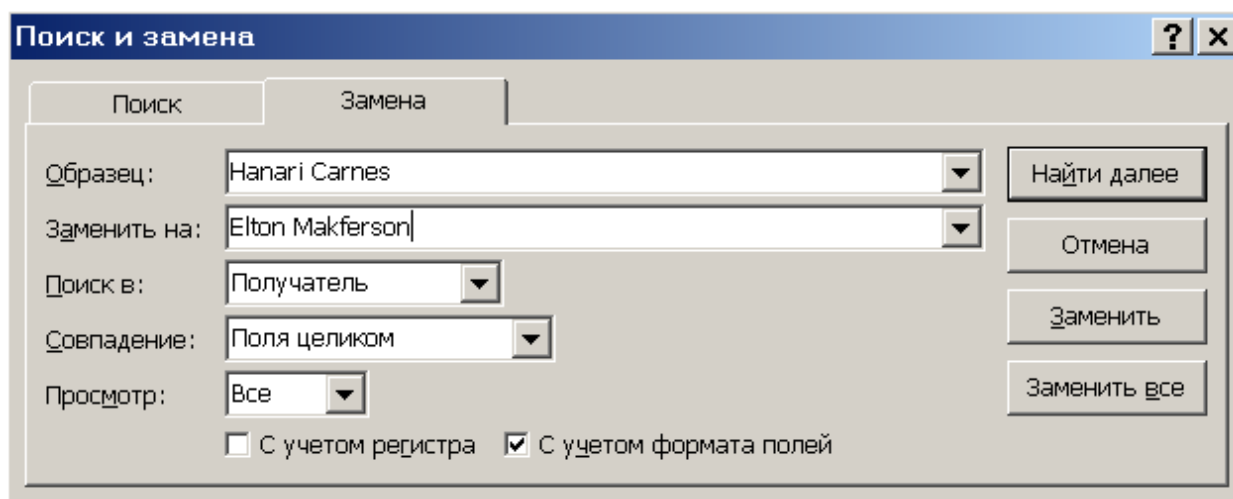 Поиск и замена
Поиск Замена
Образец: Hanari Carnes Найти далее
Заменить на: Elton Makferson Отмена
Поиск в: Получатель
Совпадение: Поля целиком Заменить
Просмотр: Все Заменить все
С учетом регистра С учетом формата полей